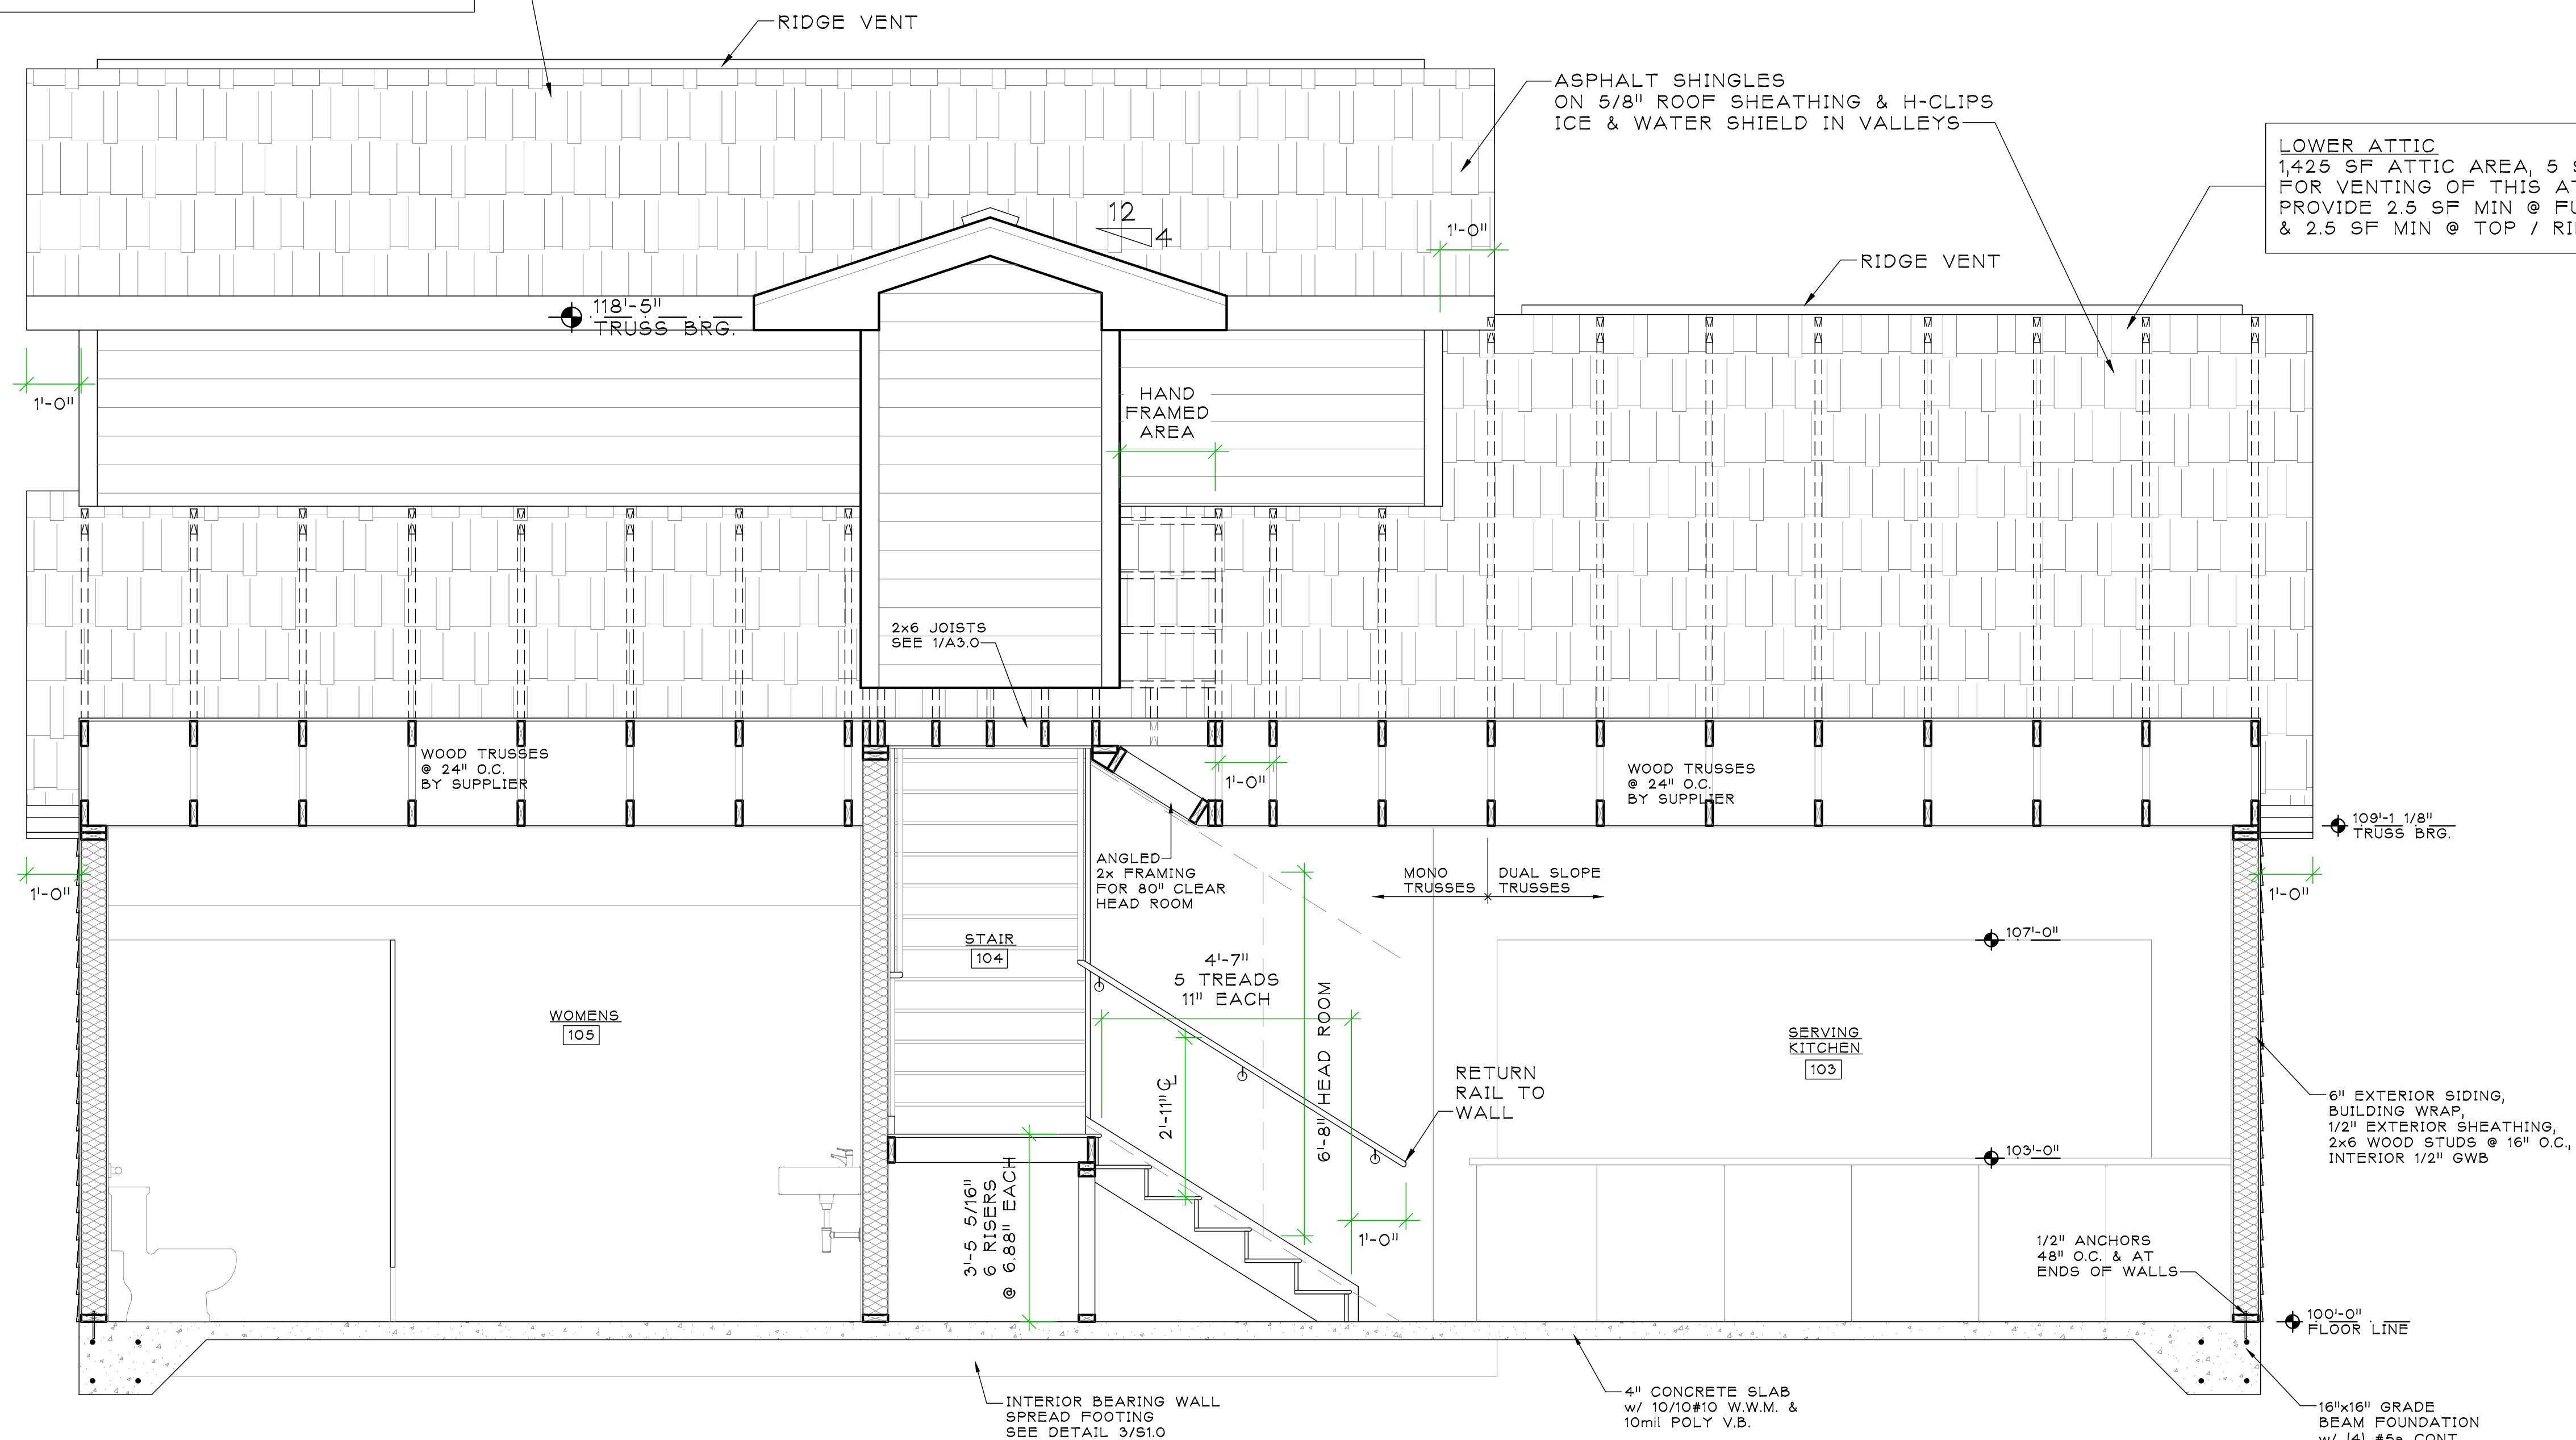 RIDGE VENT
ASPHALT SHINGLES
ON 5/8" ROOF SHEATHING & H-CLIPS
ICE & WATER SHIELD IN VALLEYS
LOWER ATTIC
1,425 SF ATTIC AREA, 5 S
FOR VENTING OF THIS AT
PROVIDE 2.5 SF MIN @ FU
& 2.5 SF MIN @ TOP / RI
12
4
1'-0"
RIDGE VENT
118'-5"
TRUSS BRG.
1'-0"
HAND
FRAMED
AREA
2x6 JOISTS
SEE 1/A3.0
WOOD TRUSSES
@ 24" O.C.
BY SUPPLIER
1'-0"
WOOD TRUSSES
@ 24" O.C.
BY SUPPLIER
109'-1 1/8"
TRUSS BRG.
1'-0"
ANGLED
2x FRAMING
FOR 80" CLEAR
HEAD ROOM
MONO
TRUSSES
DUAL SLOPE
TRUSSES
1'-0"
STAIR
104
4'-7"
5 TREADS
11" EACH
107'-0"
WOMENS
105
2'-11" CL
6'-8" HEAD ROOM
RETURN
RAIL TO
WALL
SERVING
KITCHEN
103
6" EXTERIOR SIDING,
BUILDING WRAP,
1/2" EXTERIOR SHEATHING,
2x6 WOOD STUDS @ 16" O.C.,
INTERIOR 1/2" GWB
103'-0"
3'-5 5/16"
6 RISERS
@ 6.88" EACH
1'-0"
1/2" ANCHORS
48" O.C. & AT
ENDS OF WALLS
100'-0"
FLOOR LINE
INTERIOR BEARING WALL
SPREAD FOOTING
SEE DETAIL 3/S1.0
4" CONCRETE SLAB
w/ 10/10#10 W.W.M. &
10mil POLY V.B.
16"x16" GRADE
BEAM FOUNDATION
w/ (4) #5s CONT